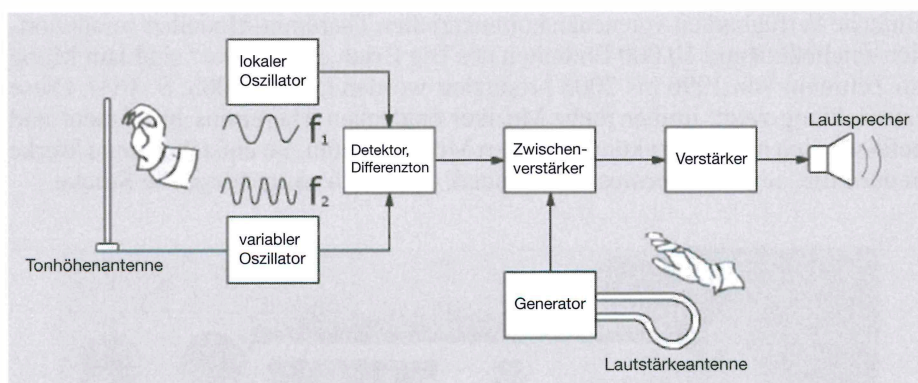 lokaler
Oszillator
f₁
Detektor,
Differenzton
Zwischen-
verstärker
Verstärker
Lautsprecher
f₂
variabler
Oszillator
Tonhöhenantenne
Generator
Lautstärkeantenne